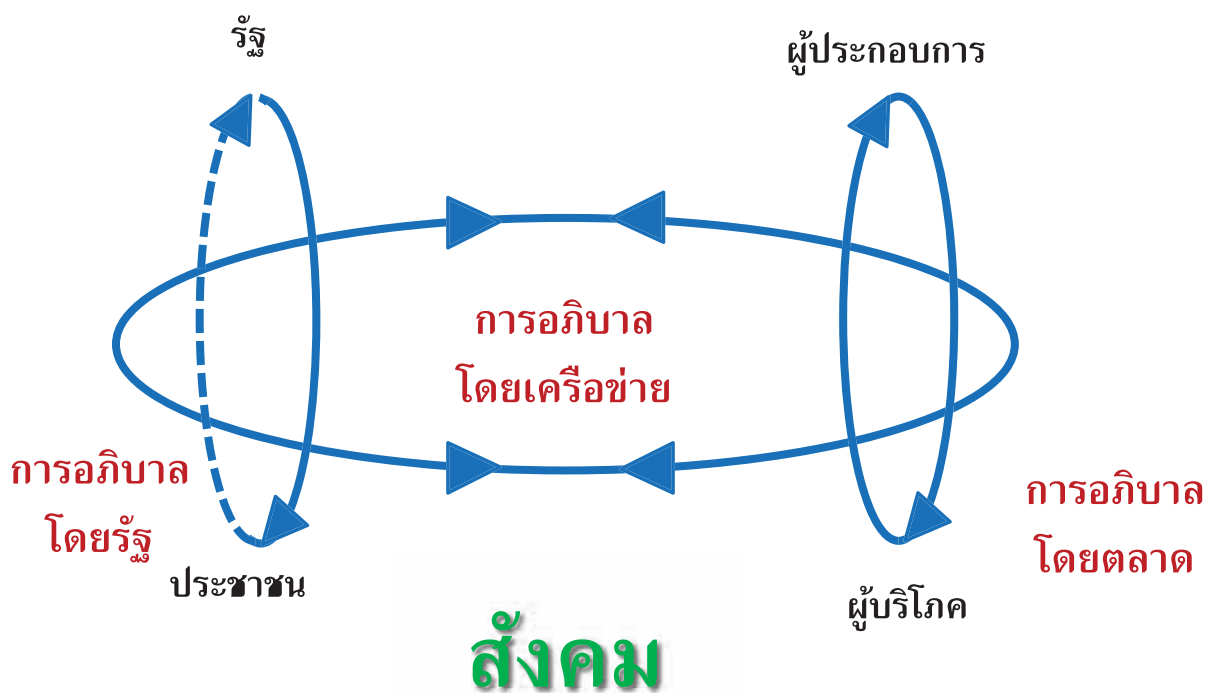 รัฐ
ผู้ประกอบการ
การอภิบาล
โดยเครือข่าย
การอภิบาล
โดยรัฐ
การอภิบาล
โดยตลาด
ประชาชน
ผู้บริโภค
สังคม